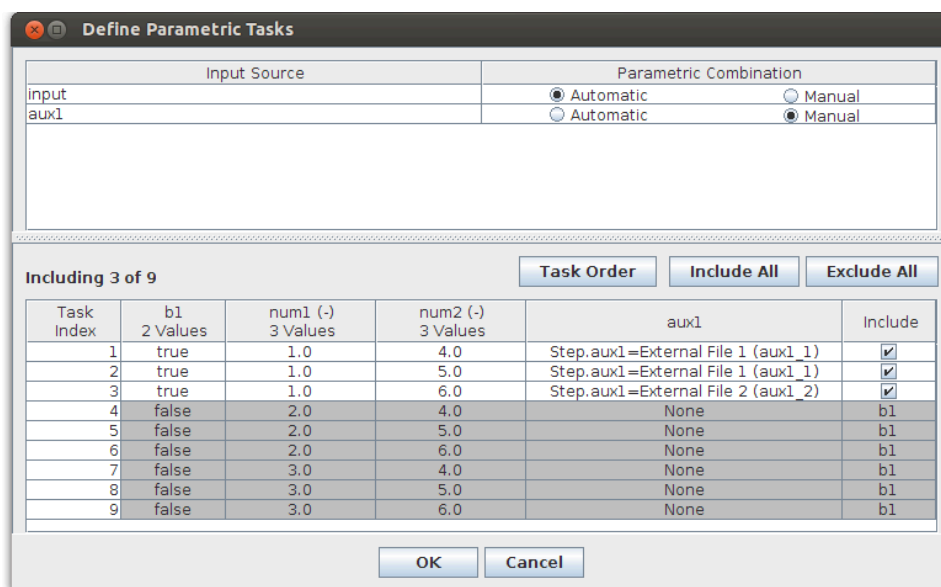 Define Parametric Tasks
Input Source Parametric Combination
input Automatic Manual
aux1 Automatic Manual
Including 3 of 9 Task Order Include All Exclude All
Task Index b1 2 Values num1 (-) 3 Values num2 (-) 3 Values aux1 Include
1 true 1.0 4.0 Step.aux1=External File 1 (aux1_1)
2 true 1.0 5.0 Step.aux1=External File 1 (aux1_1)
3 true 1.0 6.0 Step.aux1=External File 2 (aux1_2)
4 false 2.0 4.0 None b1
5 false 2.0 5.0 None b1
6 false 2.0 6.0 None b1
7 false 3.0 4.0 None b1
8 false 3.0 5.0 None b1
9 false 3.0 6.0 None b1
OK Cancel